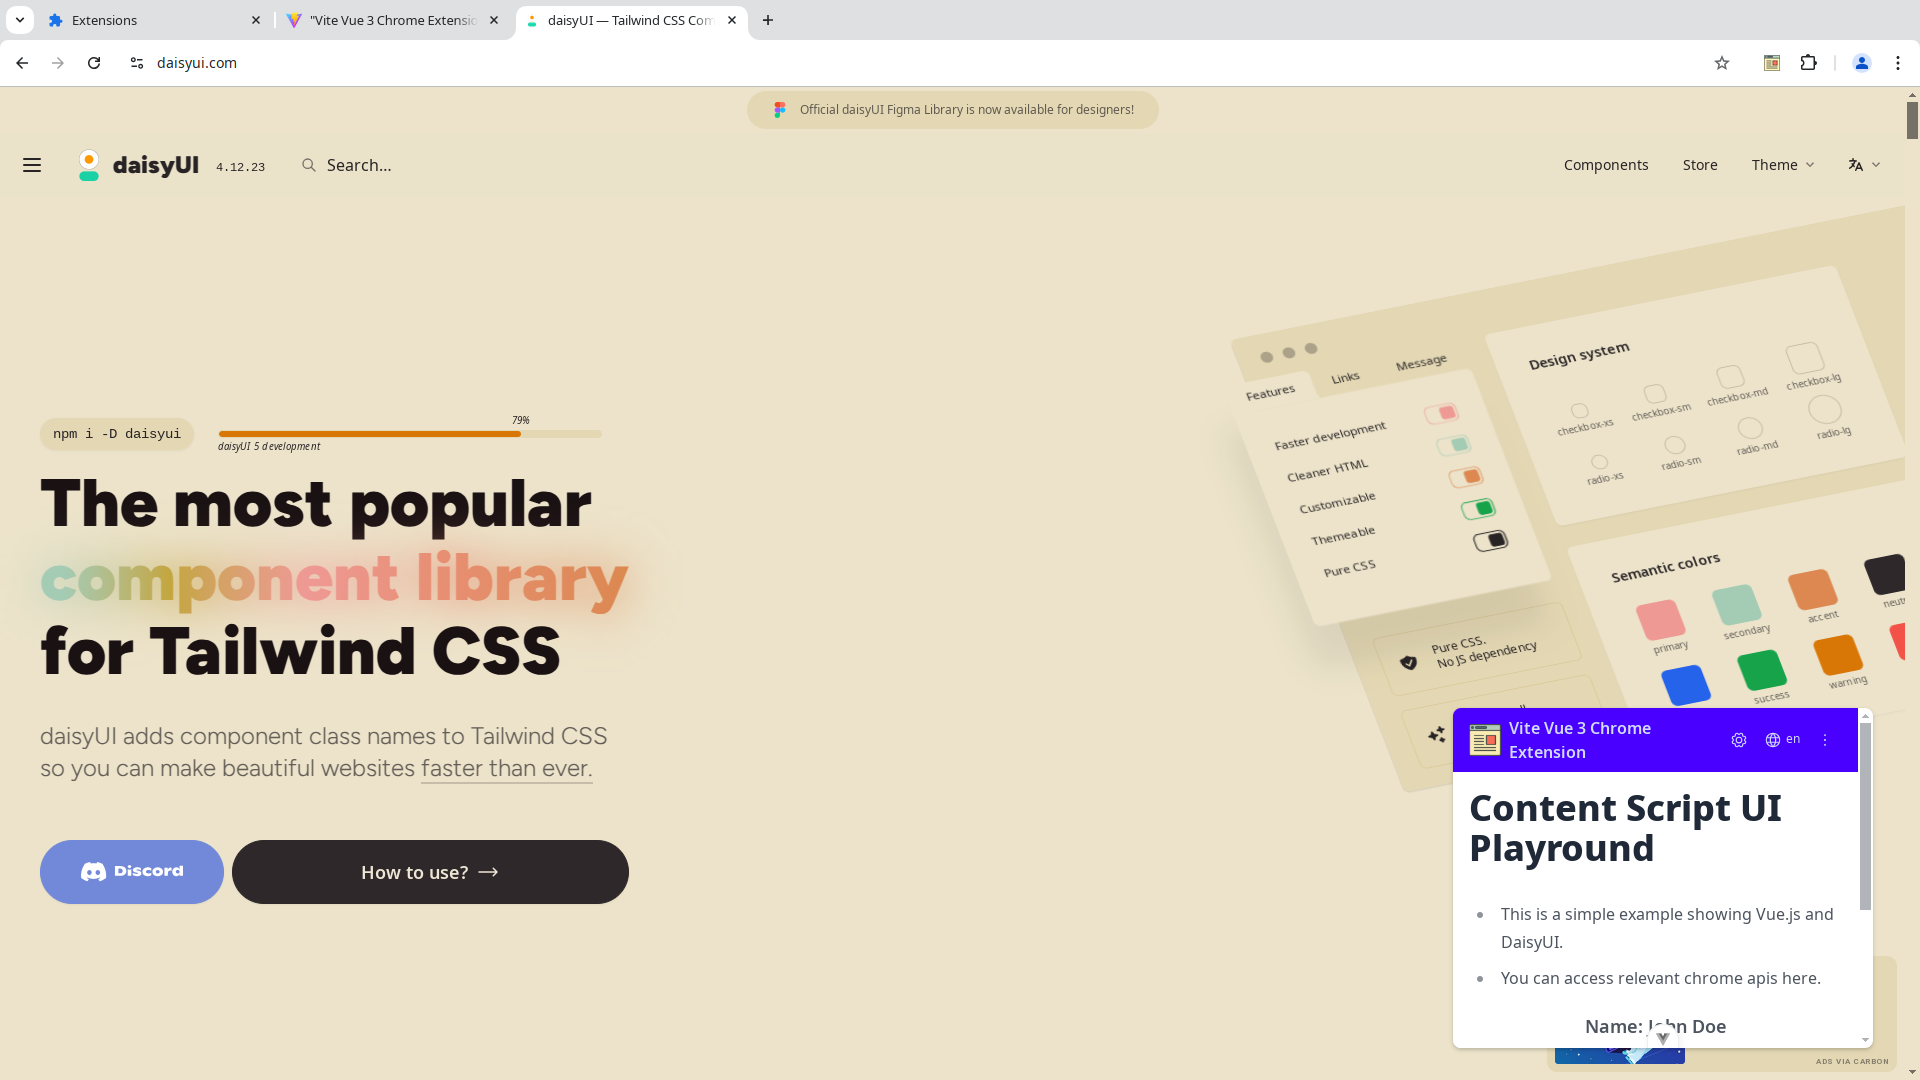 Extensions
"Vite Vue 3 Chrome Extensio
daisyUI — Tailwind CSS Com
daisyui.com
Official daisyUI Figma Library is now available for designers!
daisyUI 4.12.23
Search…
Components
Store
Theme
Design system
checkbox-xs
checkbox-sm
checkbox-md
checkbox-lg
radio-xs
radio-sm
radio-md
radio-lg
Features
Links
Message
Faster development
Cleaner HTML
Customizable
Themeable
Pure CSS
Semantic colors
primary
secondary
accent
neut
success
warning
Pure CSS.
No JS dependency
npm i -D daisyui
79%
daisyUI 5 development
The most popular
component library
for Tailwind CSS
daisyUI adds component class names to Tailwind CSS
so you can make beautiful websites faster than ever.
Discord
How to use?
Vite Vue 3 Chrome
Extension
en
Content Script UI
Playround
This is a simple example showing Vue.js and
DaisyUI.
You can access relevant chrome apis here.
Name: John Doe
ADS VIA CARBON